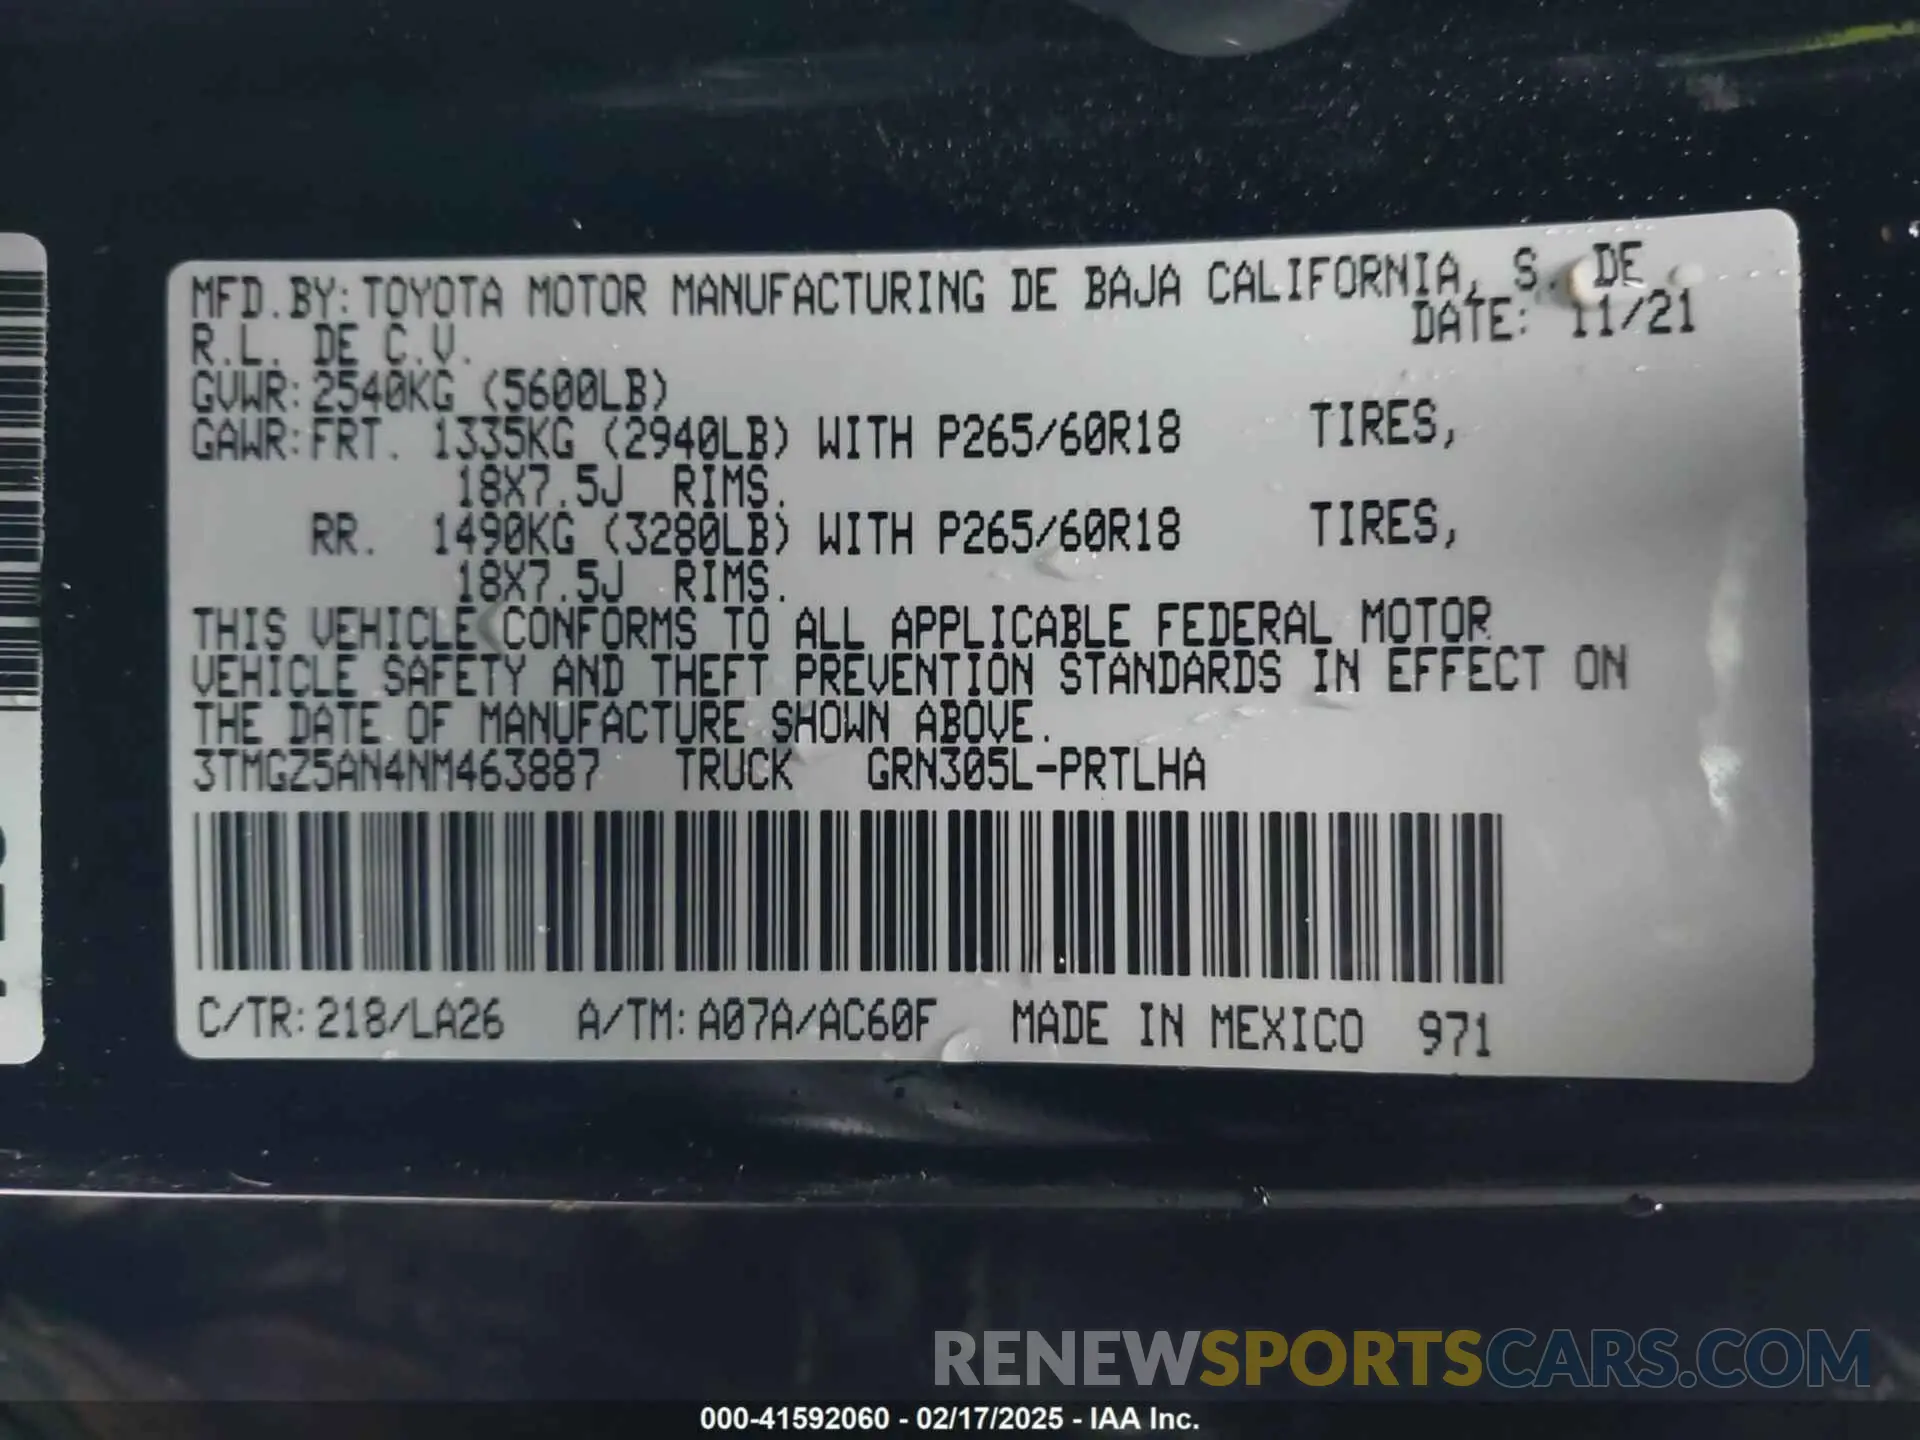 MFD.BY:TOYOTA MOTOR MANUFACTURING DE BAJA CALIFORNIA, S. DE
R.L. DE C.V. DATE: 11/21
GVWR:2540KG (5600LB)
GAWR:FRT. 1335KG (2940LB) WITH P265/60R18 TIRES,
18X7.5J RIMS.
RR. 1490KG (3280LB) WITH P265/60R18 TIRES,
18X7.5J RIMS.
THIS VEHICLE CONFORMS TO ALL APPLICABLE FEDERAL MOTOR
VEHICLE SAFETY AND THEFT PREVENTION STANDARDS IN EFFECT ON
THE DATE OF MANUFACTURE SHOWN ABOVE.
3TMGZ5AN4NM463887 TRUCK GRN305L-PRTLHA
C/TR:218/LA26 A/TM:A07A/AC60F MADE IN MEXICO 971
RENEWSPORTSCARS.COM
000-41592060 - 02/17/2025 - IAA Inc.